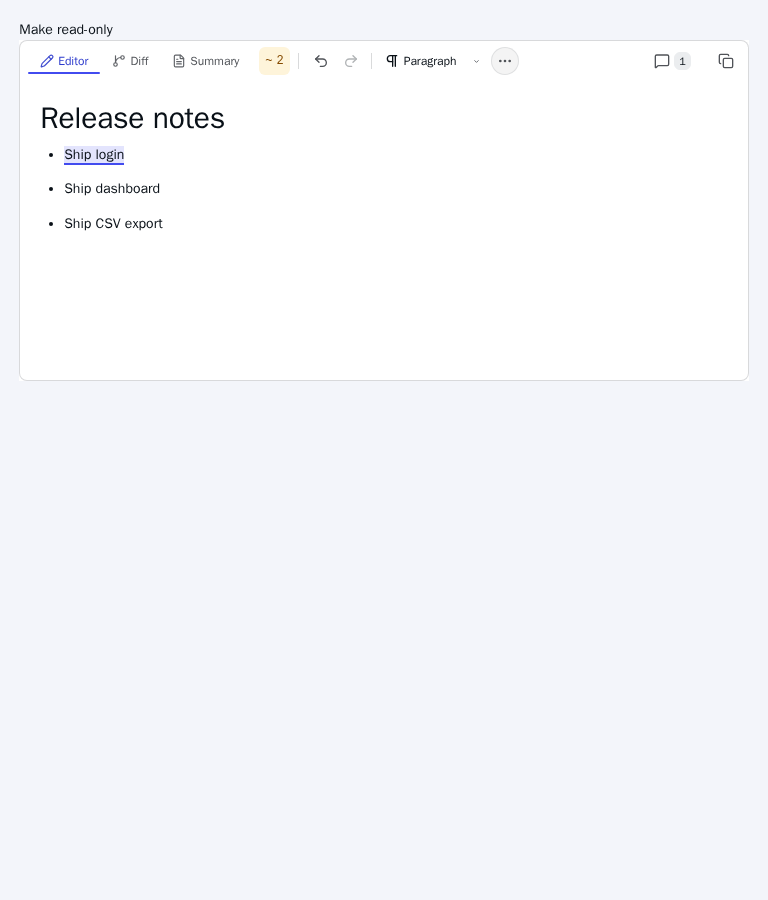 Make read-only
Editor Diff Summary ~ 2 Paragraph 1
Release notes
• Ship login
• Ship dashboard
• Ship CSV export